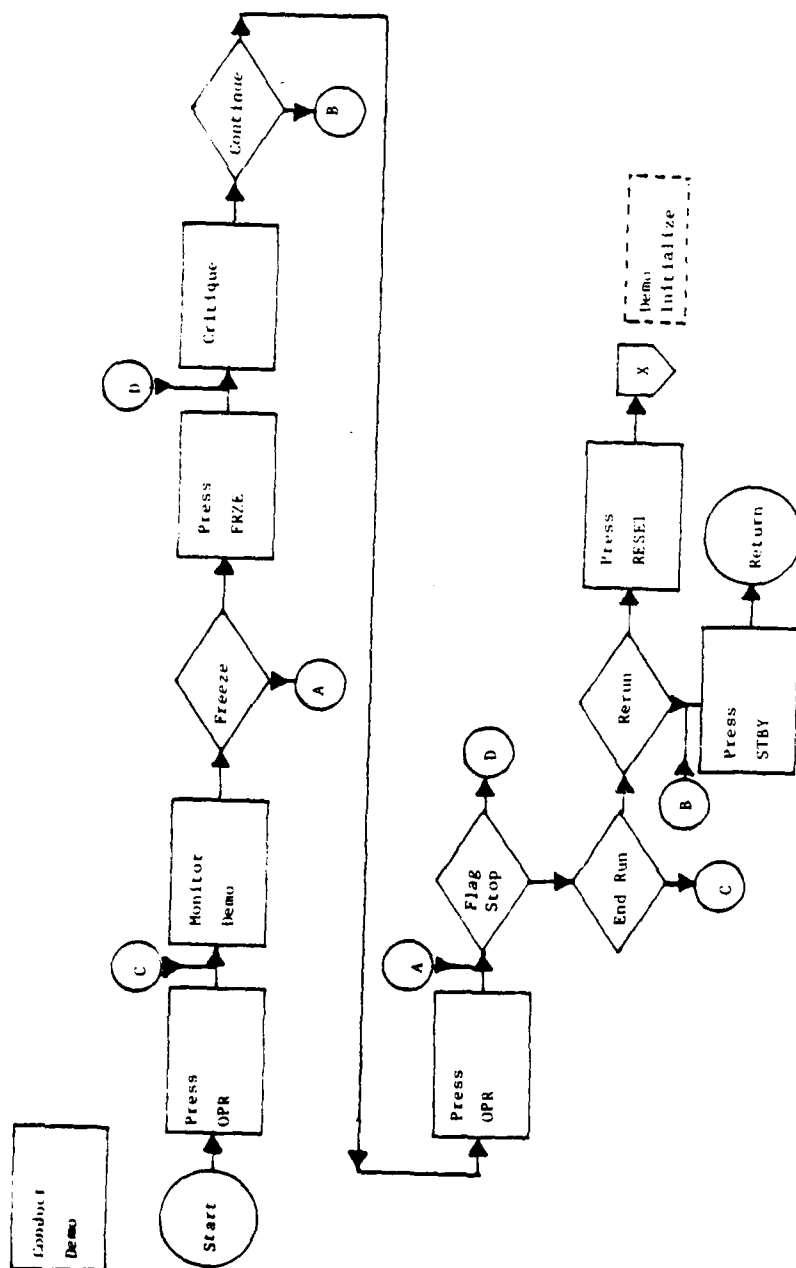 Conduct
Demo
Start
Press
OPR
C
Monitor
Demo
Freeze
A
Press
FRZE
D
Critique
Continue
B
Press
OPR
A
Flag
Stop
D
End Run
C
Rerun
B
Press
STBY
Return
Press
RESET
X
Demo
Initialize